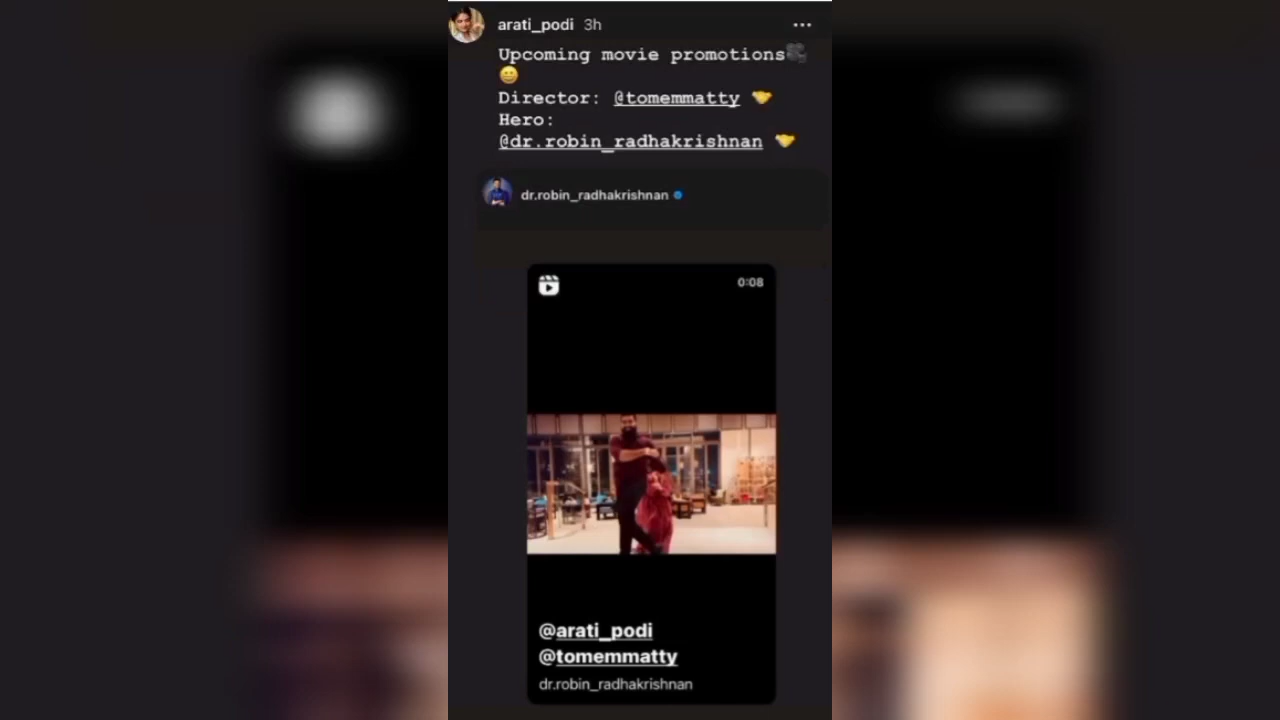 arati_podi 3h
Upcoming movie promotions
Director: @tomemmatty
Hero:
@dr.robin_radhakrishnan
dr.robin_radhakrishnan
0:08
@arati_podi
@tomemmatty
dr.robin_radhakrishnan